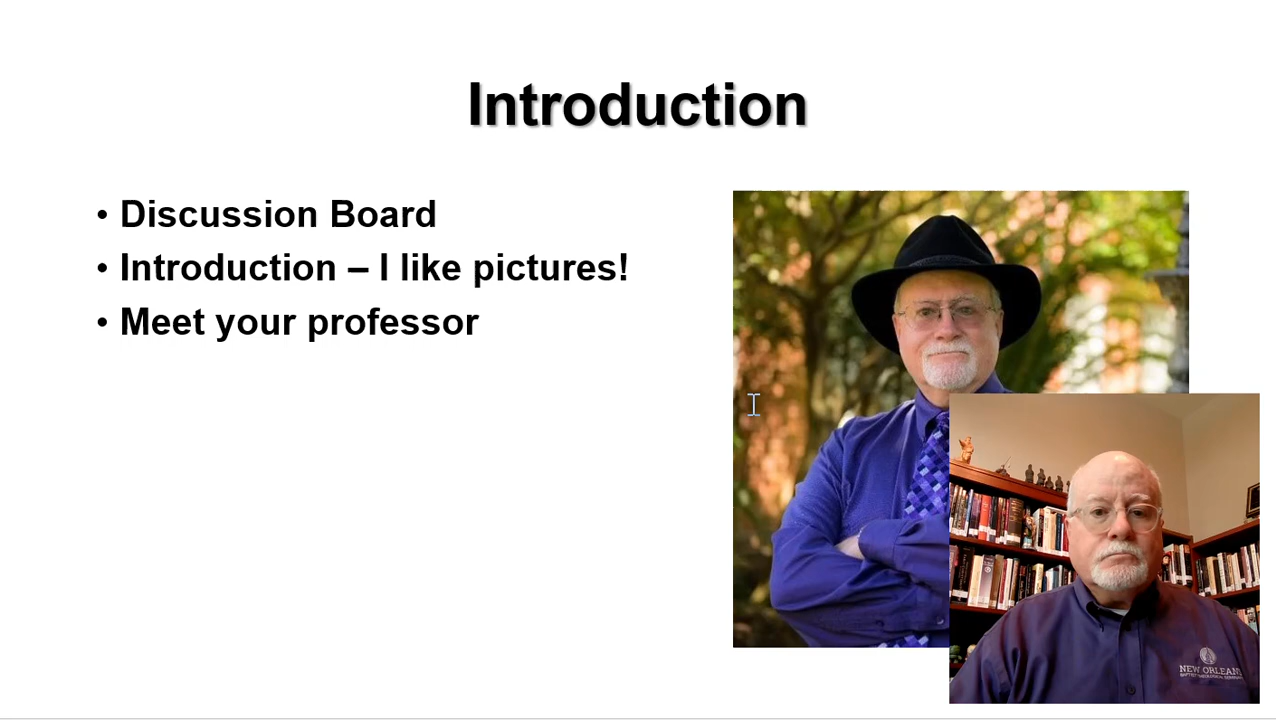 Introduction
• Discussion Board
• Introduction – I like pictures!
• Meet your professor
NEW ORLEANS
BAPTIST THEOLOGICAL SEMINARY